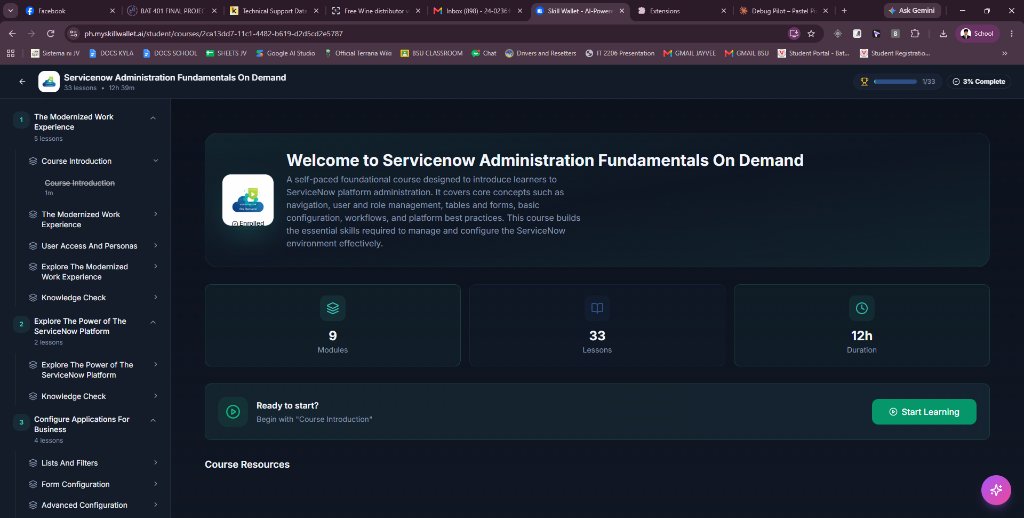 Facebook
BAT 401 FINAL PROJEC
Technical Support Data
Free Wine distributor
Inbox (898) - 24-0236
Skill Wallet - AI-Power
Extensions
Debug Pilot – Pastel P
Ask Gemini
ph.myskillwallet.ai/student/courses/2ca13dd7-11c1-4482-b619-d2d5cd2e5787
School
Sistema ni JV
DOCS KYLA
DOCS SCHOOL
SHEETS JV
Google AI Studio
Official Terraria Wiki
BSU CLASSROOM
Chat
Drivers and Resetters
IT 2206 Presentation
GMAIL JAYVEE
GMAIL BSU
Student Portal - Bat...
Student Registratio...
Servicenow Administration Fundamentals On Demand
33 lessons • 12h 39m
1/33
3% Complete
1
The Modernized Work
Experience
5 lessons
Course Introduction
Course Introduction
1m
The Modernized Work
Experience
User Access And Personas
Explore The Modernized
Work Experience
Knowledge Check
2
Explore The Power of The
ServiceNow Platform
2 lessons
Explore The Power of The
ServiceNow Platform
Knowledge Check
3
Configure Applications For
Business
4 lessons
Lists And Filters
Form Configuration
Advanced Configuration
Enrolled
Welcome to Servicenow Administration Fundamentals On Demand
A self-paced foundational course designed to introduce learners to
ServiceNow platform administration. It covers core concepts such as
navigation, user and role management, tables and forms, basic
configuration, workflows, and platform best practices. This course builds
the essential skills required to manage and configure the ServiceNow
environment effectively.
9
Modules
33
Lessons
12h
Duration
Ready to start?
Begin with "Course Introduction"
Start Learning
Course Resources